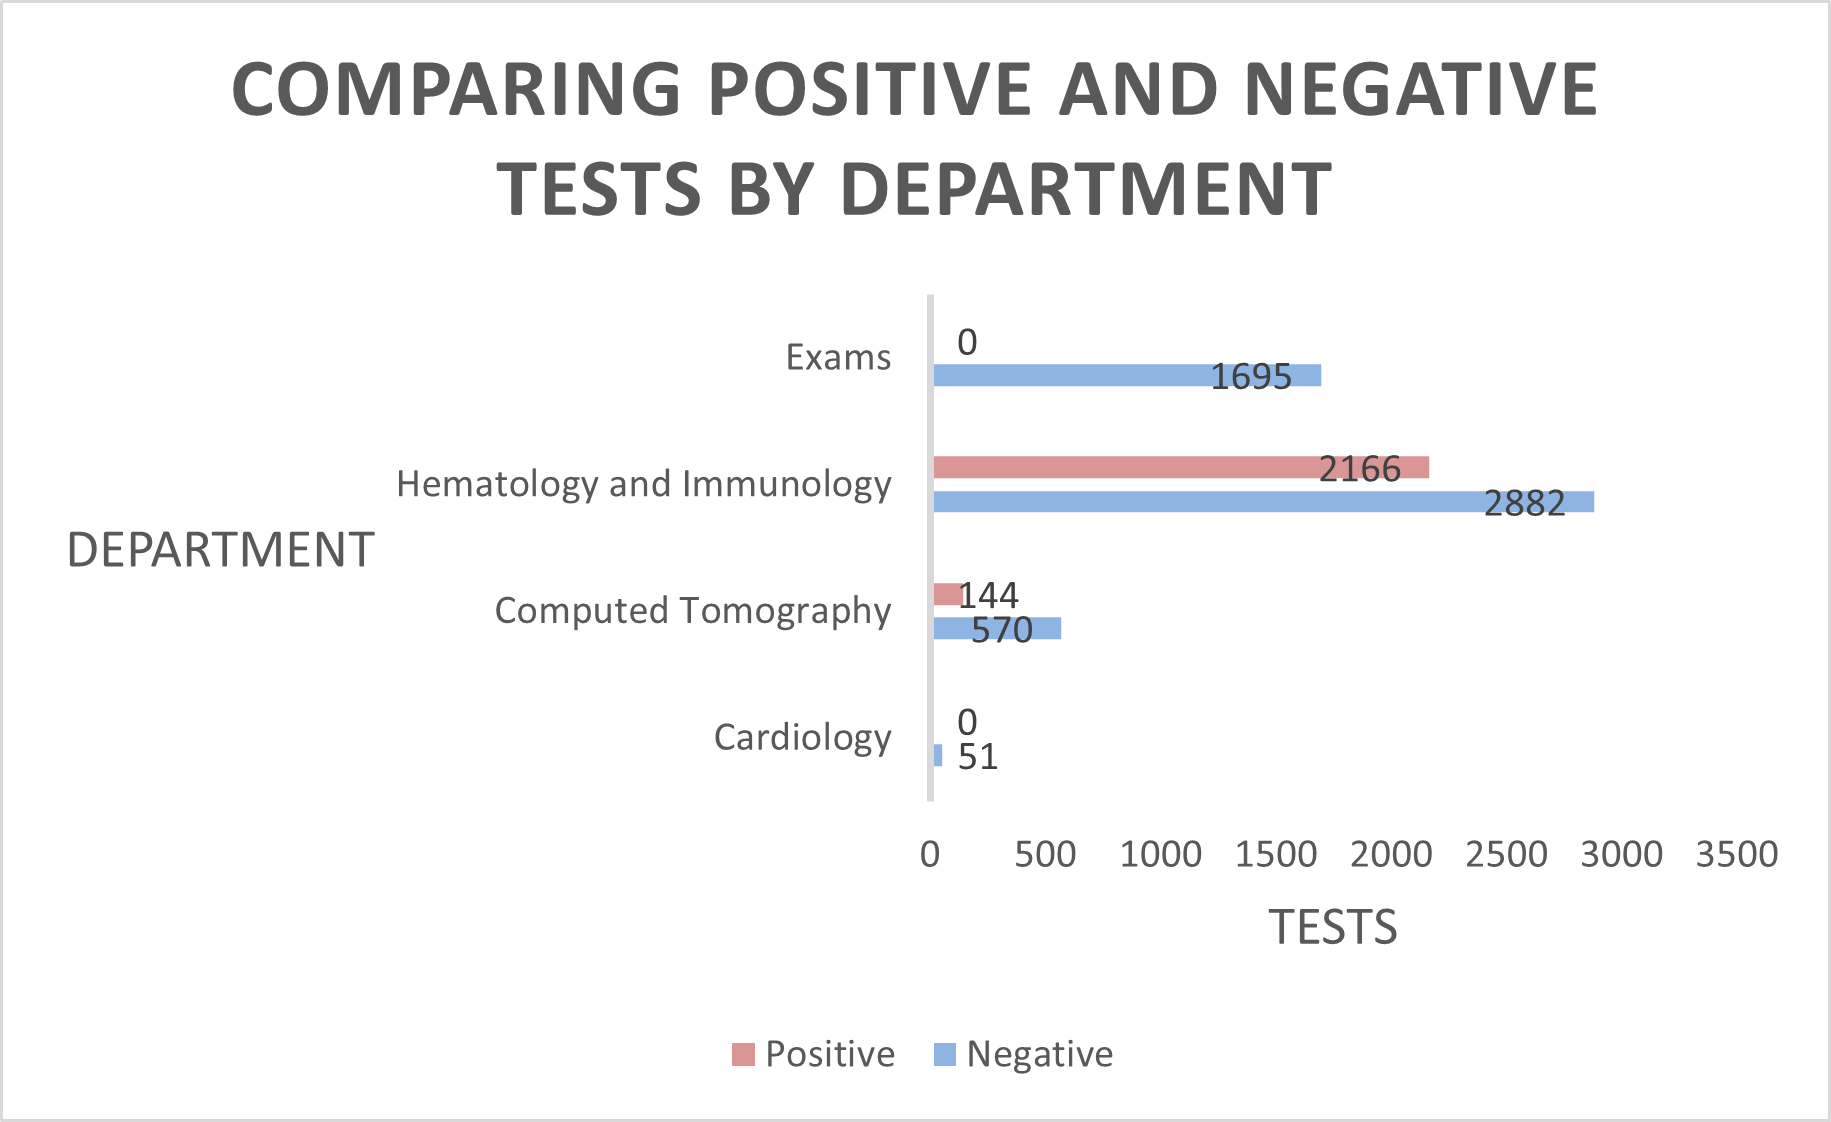 COMPARING POSITIVE AND NEGATIVE
TESTS BY DEPARTMENT
Exams
0
1695
Hematology and Immunology
2166
2882
DEPARTMENT
Computed Tomography
144
570
Cardiology
0
51
0 500 1000 1500 2000 2500 3000 3500
TESTS
Positive Negative